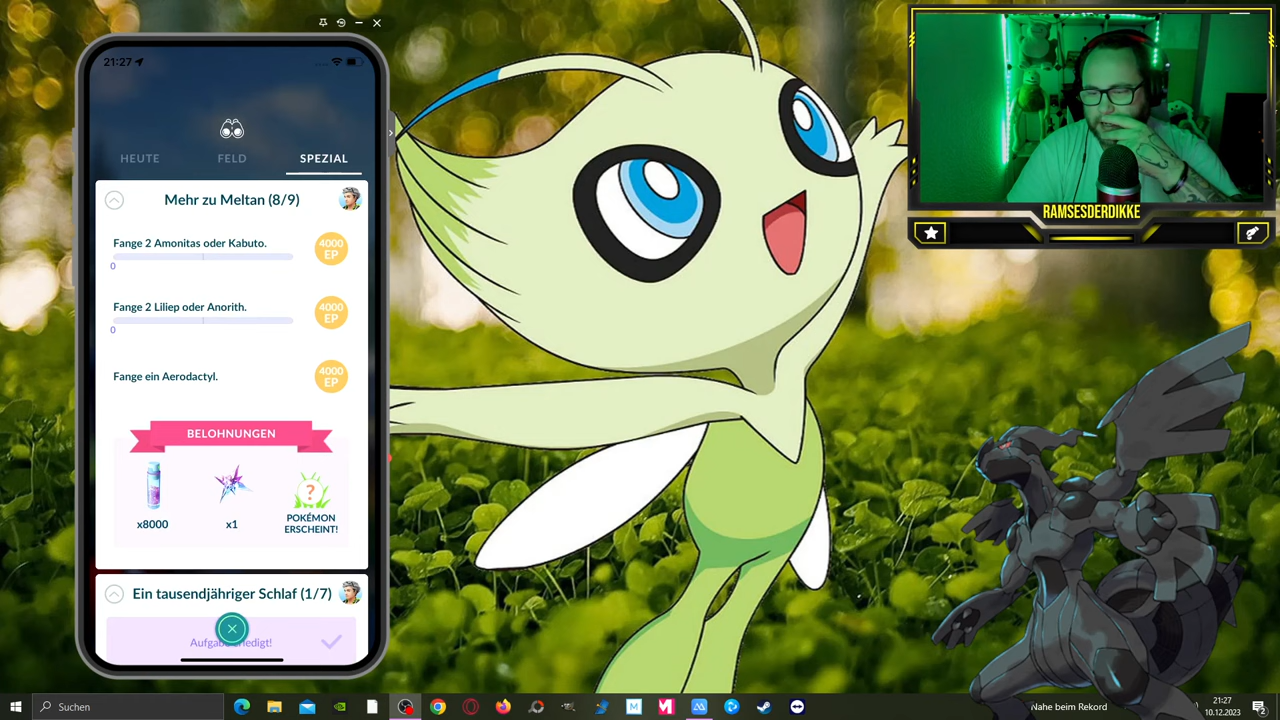 21:27
HEUTE
FELD
SPEZIAL
Mehr zu Meltan (8/9)
Fange 2 Amonitas oder Kabuto.
4000
EP
0
Fange 2 Liliep oder Anorith.
4000
EP
0
Fange ein Aerodactyl.
4000
EP
BELOHNUNGEN
?
x8000
x1
POKÉMON
ERSCHEINT!
Ein tausendjähriger Schlaf (1/7)
RAMSESDERDIKKE
Suchen
Nahe beim Rekord
21:27
10.12.2023
2